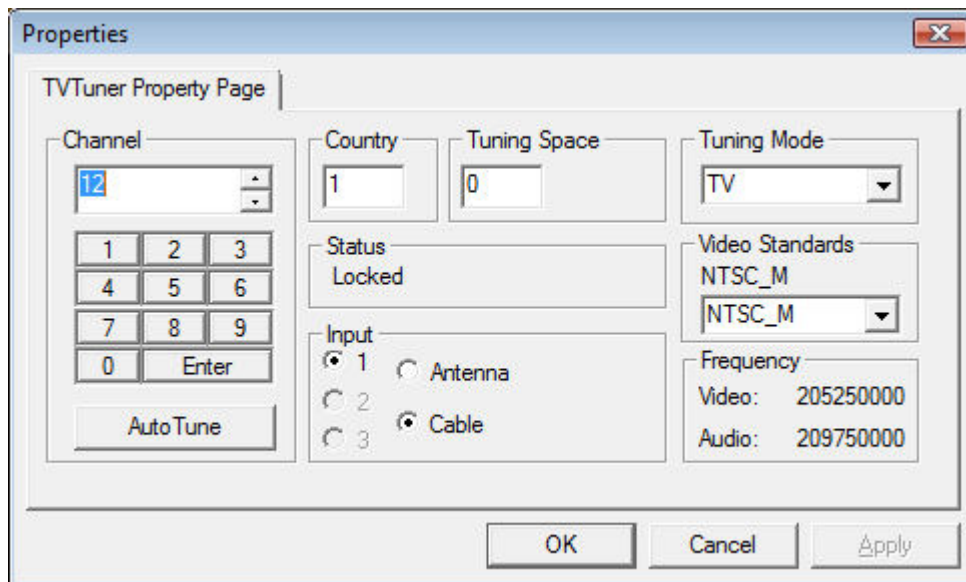 Properties
TVTuner Property Page
Channel
12
1 2 3
4 5 6
7 8 9
0 Enter
AutoTune
Country
1
Tuning Space
0
Status
Locked
Input
1
2
3
Antenna
Cable
Tuning Mode
TV
Video Standards
NTSC_M
NTSC_M
Frequency
Video: 205250000
Audio: 209750000
OK Cancel Apply